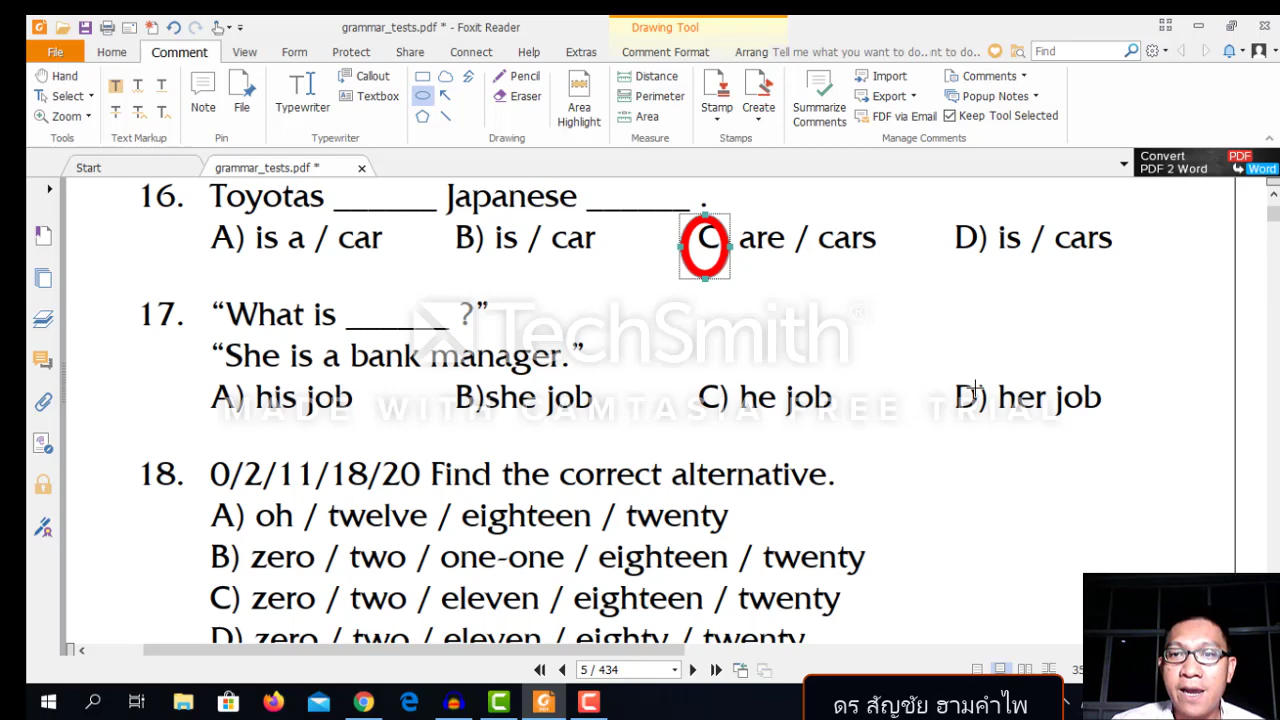 grammar_tests.pdf * - Foxit Reader
Drawing Tool
File Home Comment View Form Protect Share Connect Help Extras Comment Format Arrang Tell me what you want to do.. nt to do.. Find
Hand
Select
Zoom
Tools
Text Markup
Note
File
Pin
Typewriter
Callout
Textbox
Typewriter
Pencil
Eraser
Area
Highlight
Drawing
Distance
Perimeter
Area
Measure
Stamp
Create
Stamps
Summarize
Comments
Import
Export
FDF via Email
Comments
Popup Notes
Keep Tool Selected
Manage Comments
Start
grammar_tests.pdf *
Convert PDF
PDF 2 Word Word
16. Toyotas ______ Japanese ______ .
A) is a / car B) is / car C are / cars D) is / cars
17. “What is ______ ?”
“She is a bank manager.”
A) his job B)she job C) he job D) her job
TechSmith®
MADE WITH CAMTASIA FREE TRIAL
18. 0/2/11/18/20 Find the correct alternative.
A) oh / twelve / eighteen / twenty
B) zero / two / one-one / eighteen / twenty
C) zero / two / eleven / eighteen / twenty
D) zero / two / eleven / eighty / twenty
5 / 434
35
ดร สัญชัย ฮามคำไพ